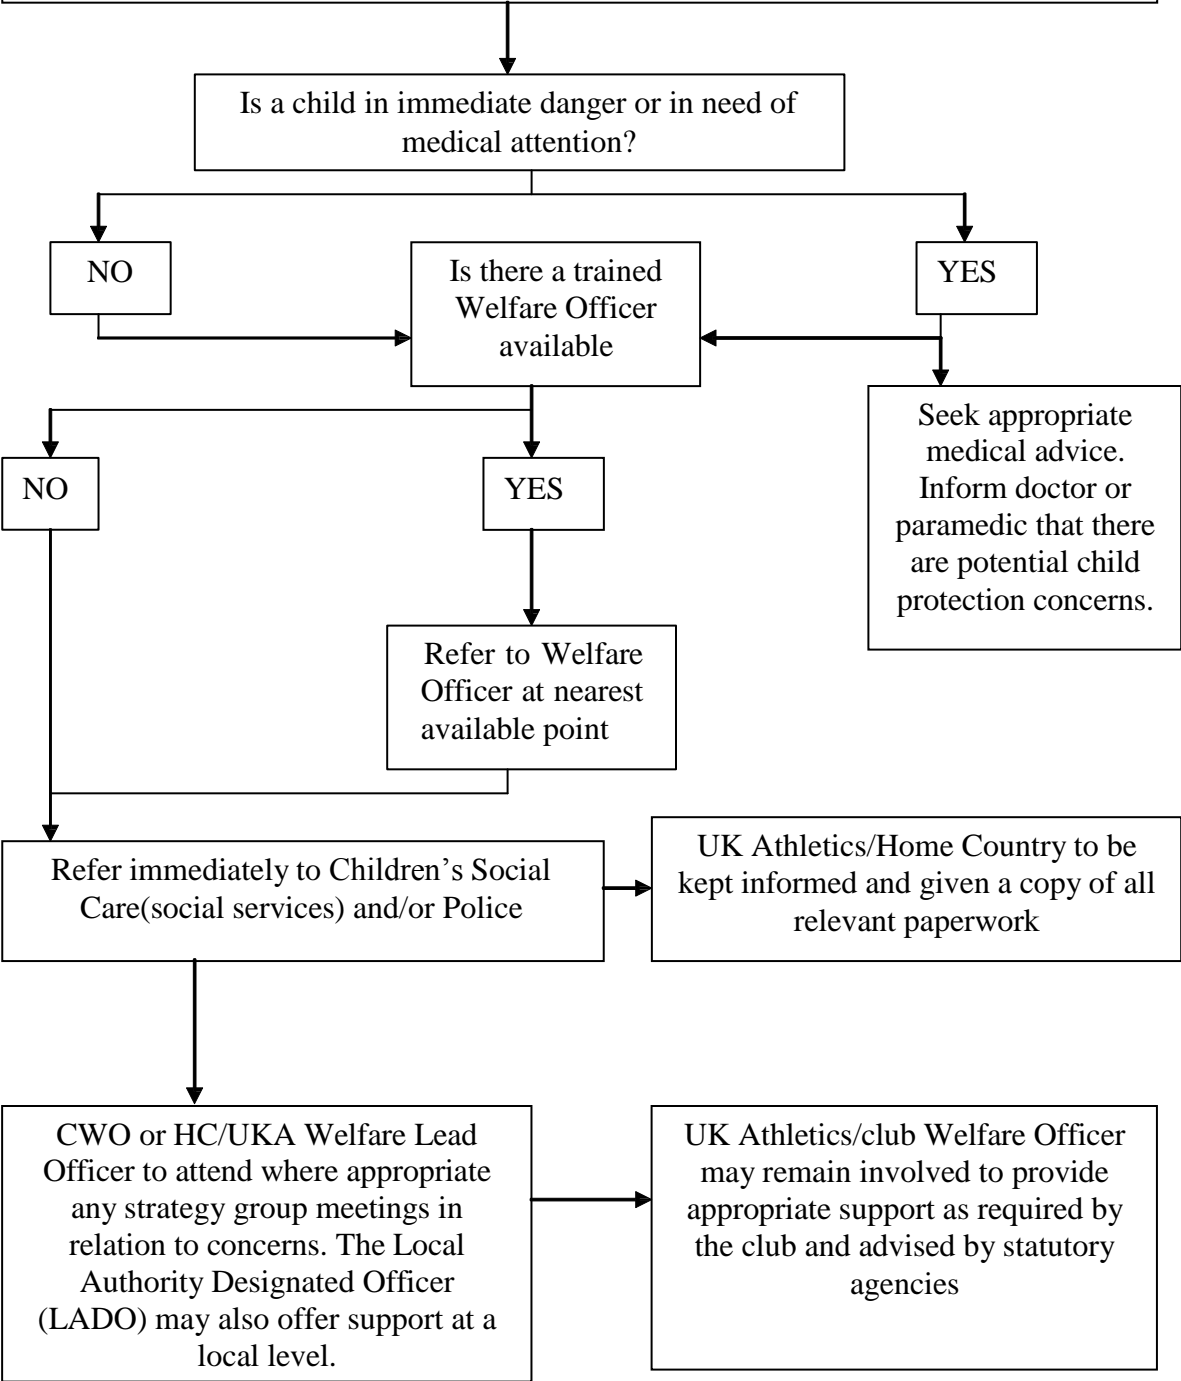 Is a child in immediate danger or in need of
medical attention?
NO
Is there a trained
Welfare Officer
available
YES
Seek appropriate
medical advice.
Inform doctor or
paramedic that there
are potential child
protection concerns.
NO
YES
Refer to Welfare
Officer at nearest
available point
Refer immediately to Children’s Social
Care(social services) and/or Police
UK Athletics/Home Country to be
kept informed and given a copy of all
relevant paperwork
CWO or HC/UKA Welfare Lead
Officer to attend where appropriate
any strategy group meetings in
relation to concerns. The Local
Authority Designated Officer
(LADO) may also offer support at a
local level.
UK Athletics/club Welfare Officer
may remain involved to provide
appropriate support as required by
the club and advised by statutory
agencies